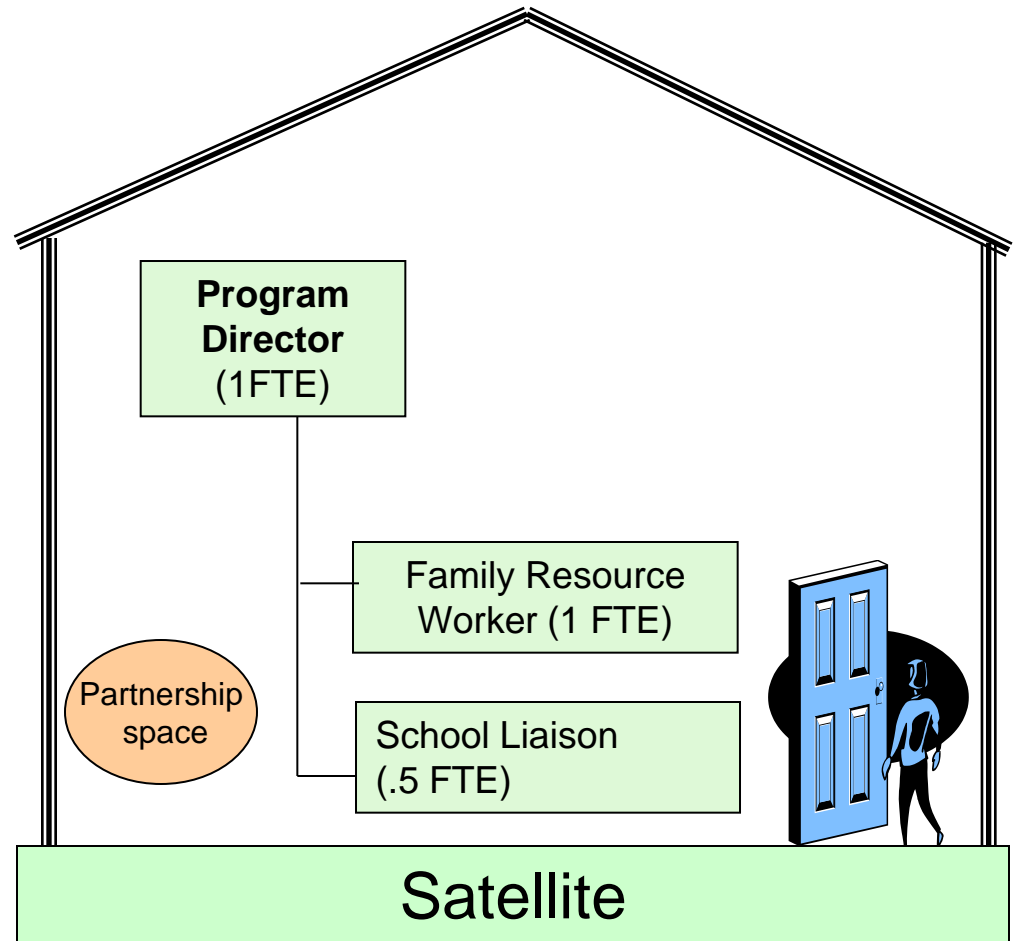 Program
Director
(1FTE)
Family Resource
Worker (1 FTE)
Partnership
space
School Liaison
(.5 FTE)
Satellite